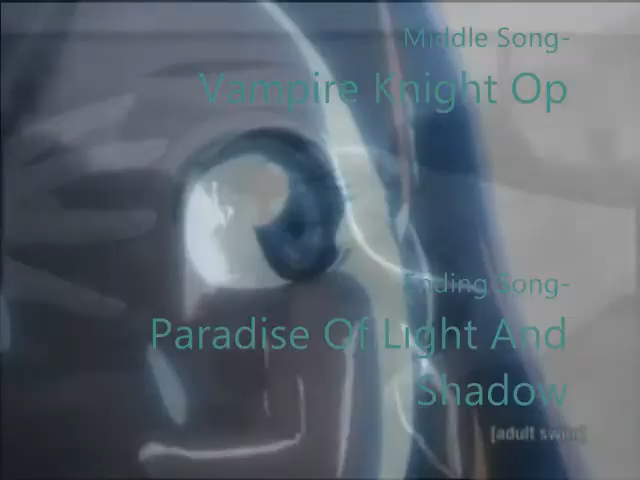 Middle Song-
Vampire Knight Op
Ending Song-
Paradise Of Light And
Shadow
[adult swim]